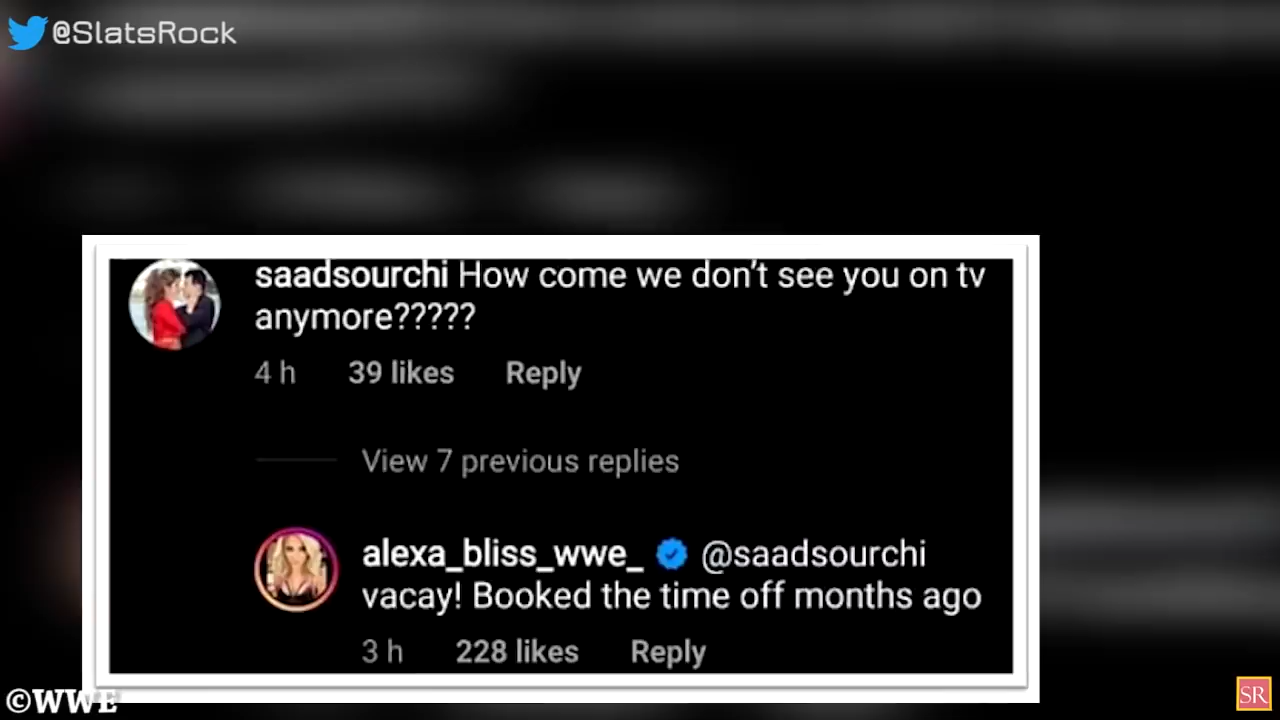 @SlatsRock
saadsourchi How come we don't see you on tv
anymore?????
4 h 39 likes Reply
View 7 previous replies
alexa_bliss_wwe_ @saadsourchi
vacay! Booked the time off months ago
3 h 228 likes Reply
©WWE
SR